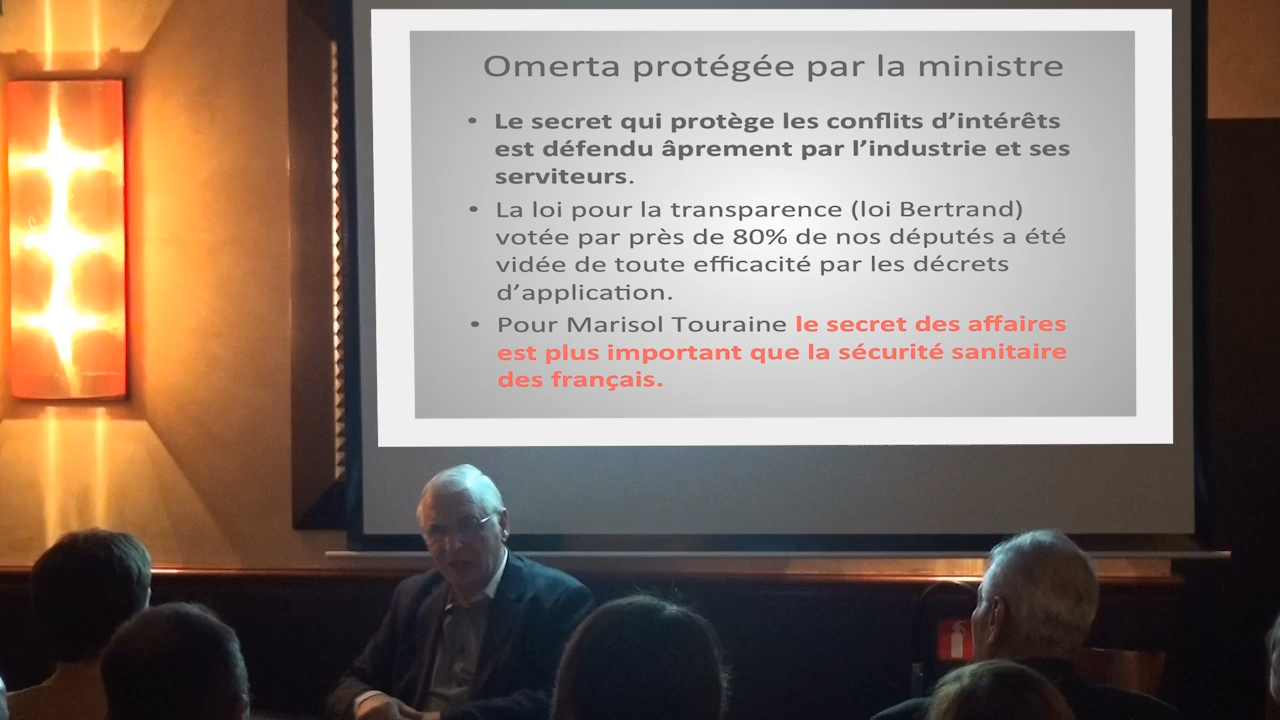 Omerta protégée par la ministre
• Le secret qui protège les conflits d'intérêts
est défendu âprement par l'industrie et ses
serviteurs.
• La loi pour la transparence (loi Bertrand)
votée par près de 80% de nos députés a été
vidée de toute efficacité par les décrets
d'application.
• Pour Marisol Touraine le secret des affaires
est plus important que la sécurité sanitaire
des français.